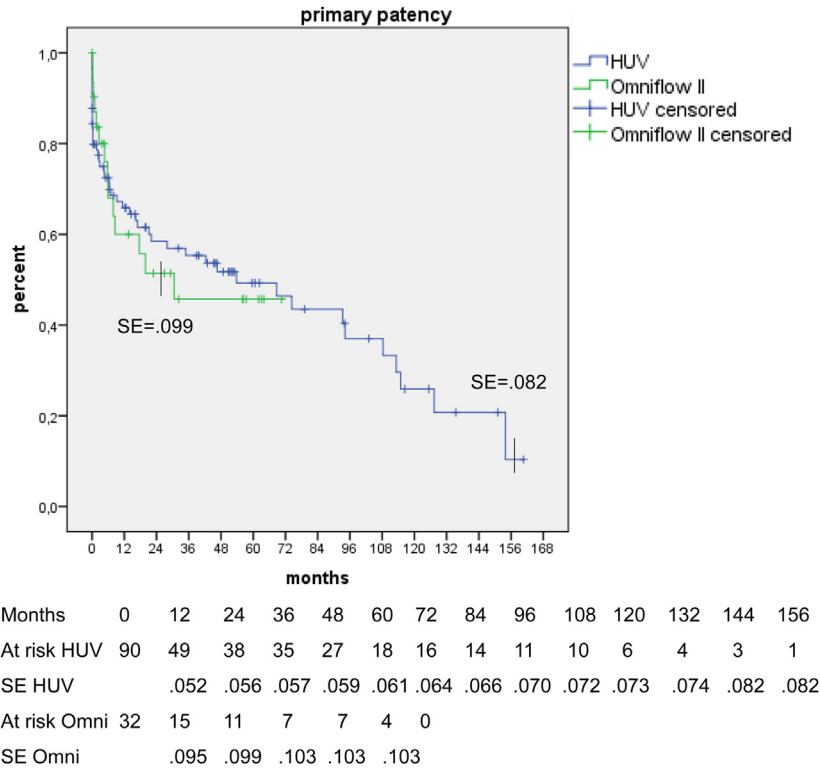 primary patency
HUV
Omniflow II
HUV censored
Omniflow II censored
percent
1,0
0,8
0,6
0,4
0,2
0,0
SE=.099
SE=.082
0 12 24 36 48 60 72 84 96 108 120 132 144 156 168
months
Months 0 12 24 36 48 60 72 84 96 108 120 132 144 156
At risk HUV 90 49 38 35 27 18 16 14 11 10 6 4 3 1
SE HUV .052 .056 .057 .059 .061 .064 .066 .070 .072 .073 .074 .082 .082
At risk Omni 32 15 11 7 7 4 0
SE Omni .095 .099 .103 .103 .103